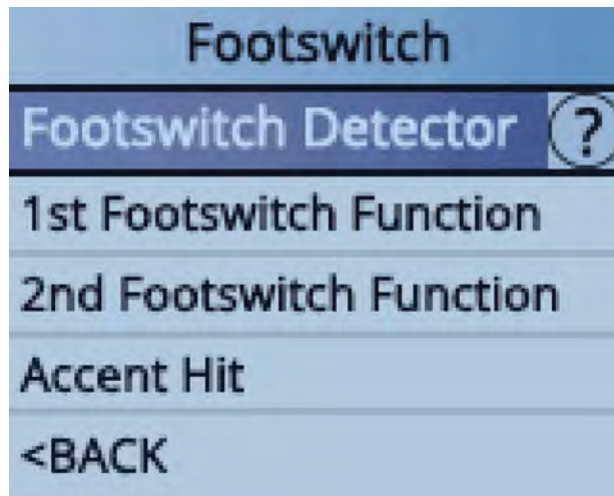 Footswitch
Footswitch Detector ?
1st Footswitch Function
2nd Footswitch Function
Accent Hit
<BACK